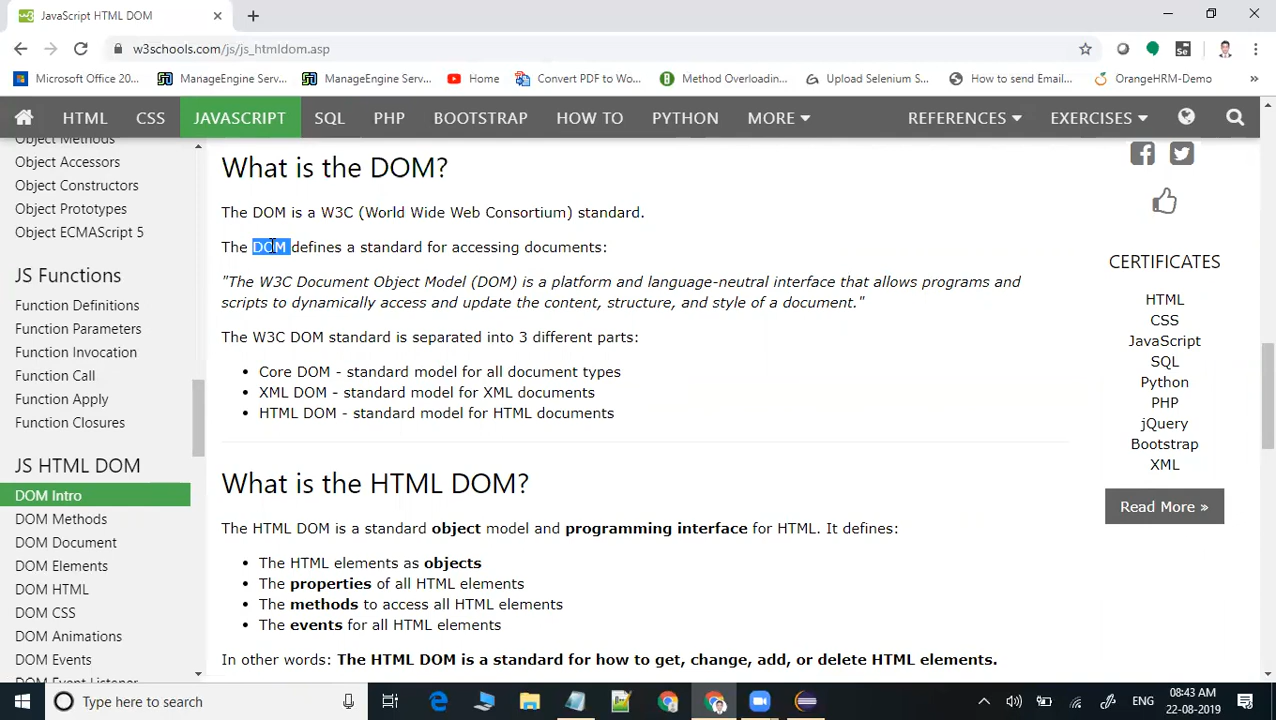 JavaScript HTML DOM
w3schools.com/js/js_htmldom.asp
Microsoft Office 20...
ManageEngine Serv...
ManageEngine Serv...
Home
Convert PDF to Wo...
Method Overloadin...
Upload Selenium S...
How to send Email...
OrangeHRM-Demo
»
HTML CSS JAVASCRIPT SQL PHP BOOTSTRAP HOW TO PYTHON MORE REFERENCES EXERCISES
Object Methods
Object Accessors
Object Constructors
Object Prototypes
Object ECMAScript 5
JS Functions
Function Definitions
Function Parameters
Function Invocation
Function Call
Function Apply
Function Closures
JS HTML DOM
DOM Intro
DOM Methods
DOM Document
DOM Elements
DOM HTML
DOM CSS
DOM Animations
DOM Events
DOM Event Listener
What is the DOM?
The DOM is a W3C (World Wide Web Consortium) standard.
The DOM defines a standard for accessing documents:
"The W3C Document Object Model (DOM) is a platform and language-neutral interface that allows programs and
scripts to dynamically access and update the content, structure, and style of a document."
The W3C DOM standard is separated into 3 different parts:
• Core DOM - standard model for all document types
• XML DOM - standard model for XML documents
• HTML DOM - standard model for HTML documents
What is the HTML DOM?
The HTML DOM is a standard object model and programming interface for HTML. It defines:
• The HTML elements as objects
• The properties of all HTML elements
• The methods to access all HTML elements
• The events for all HTML elements
In other words: The HTML DOM is a standard for how to get, change, add, or delete HTML elements.
CERTIFICATES
HTML
CSS
JavaScript
SQL
Python
PHP
jQuery
Bootstrap
XML
Read More »
Type here to search
ENG
08:43 AM
22-08-2019